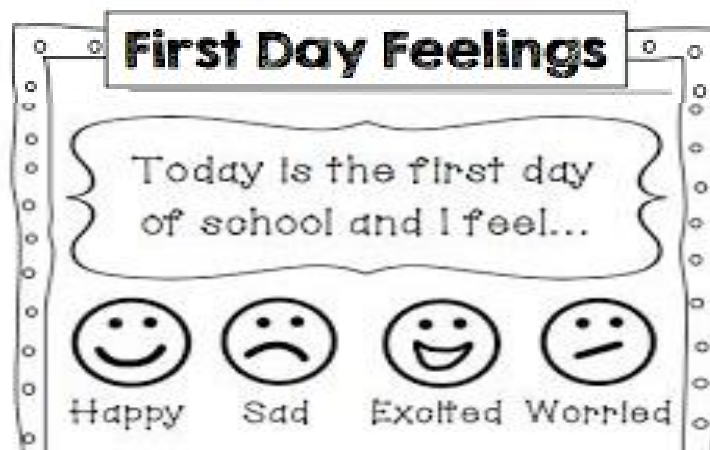 First Day Feelings
Today is the first day
of school and I feel...
Happy Sad Excited Worried